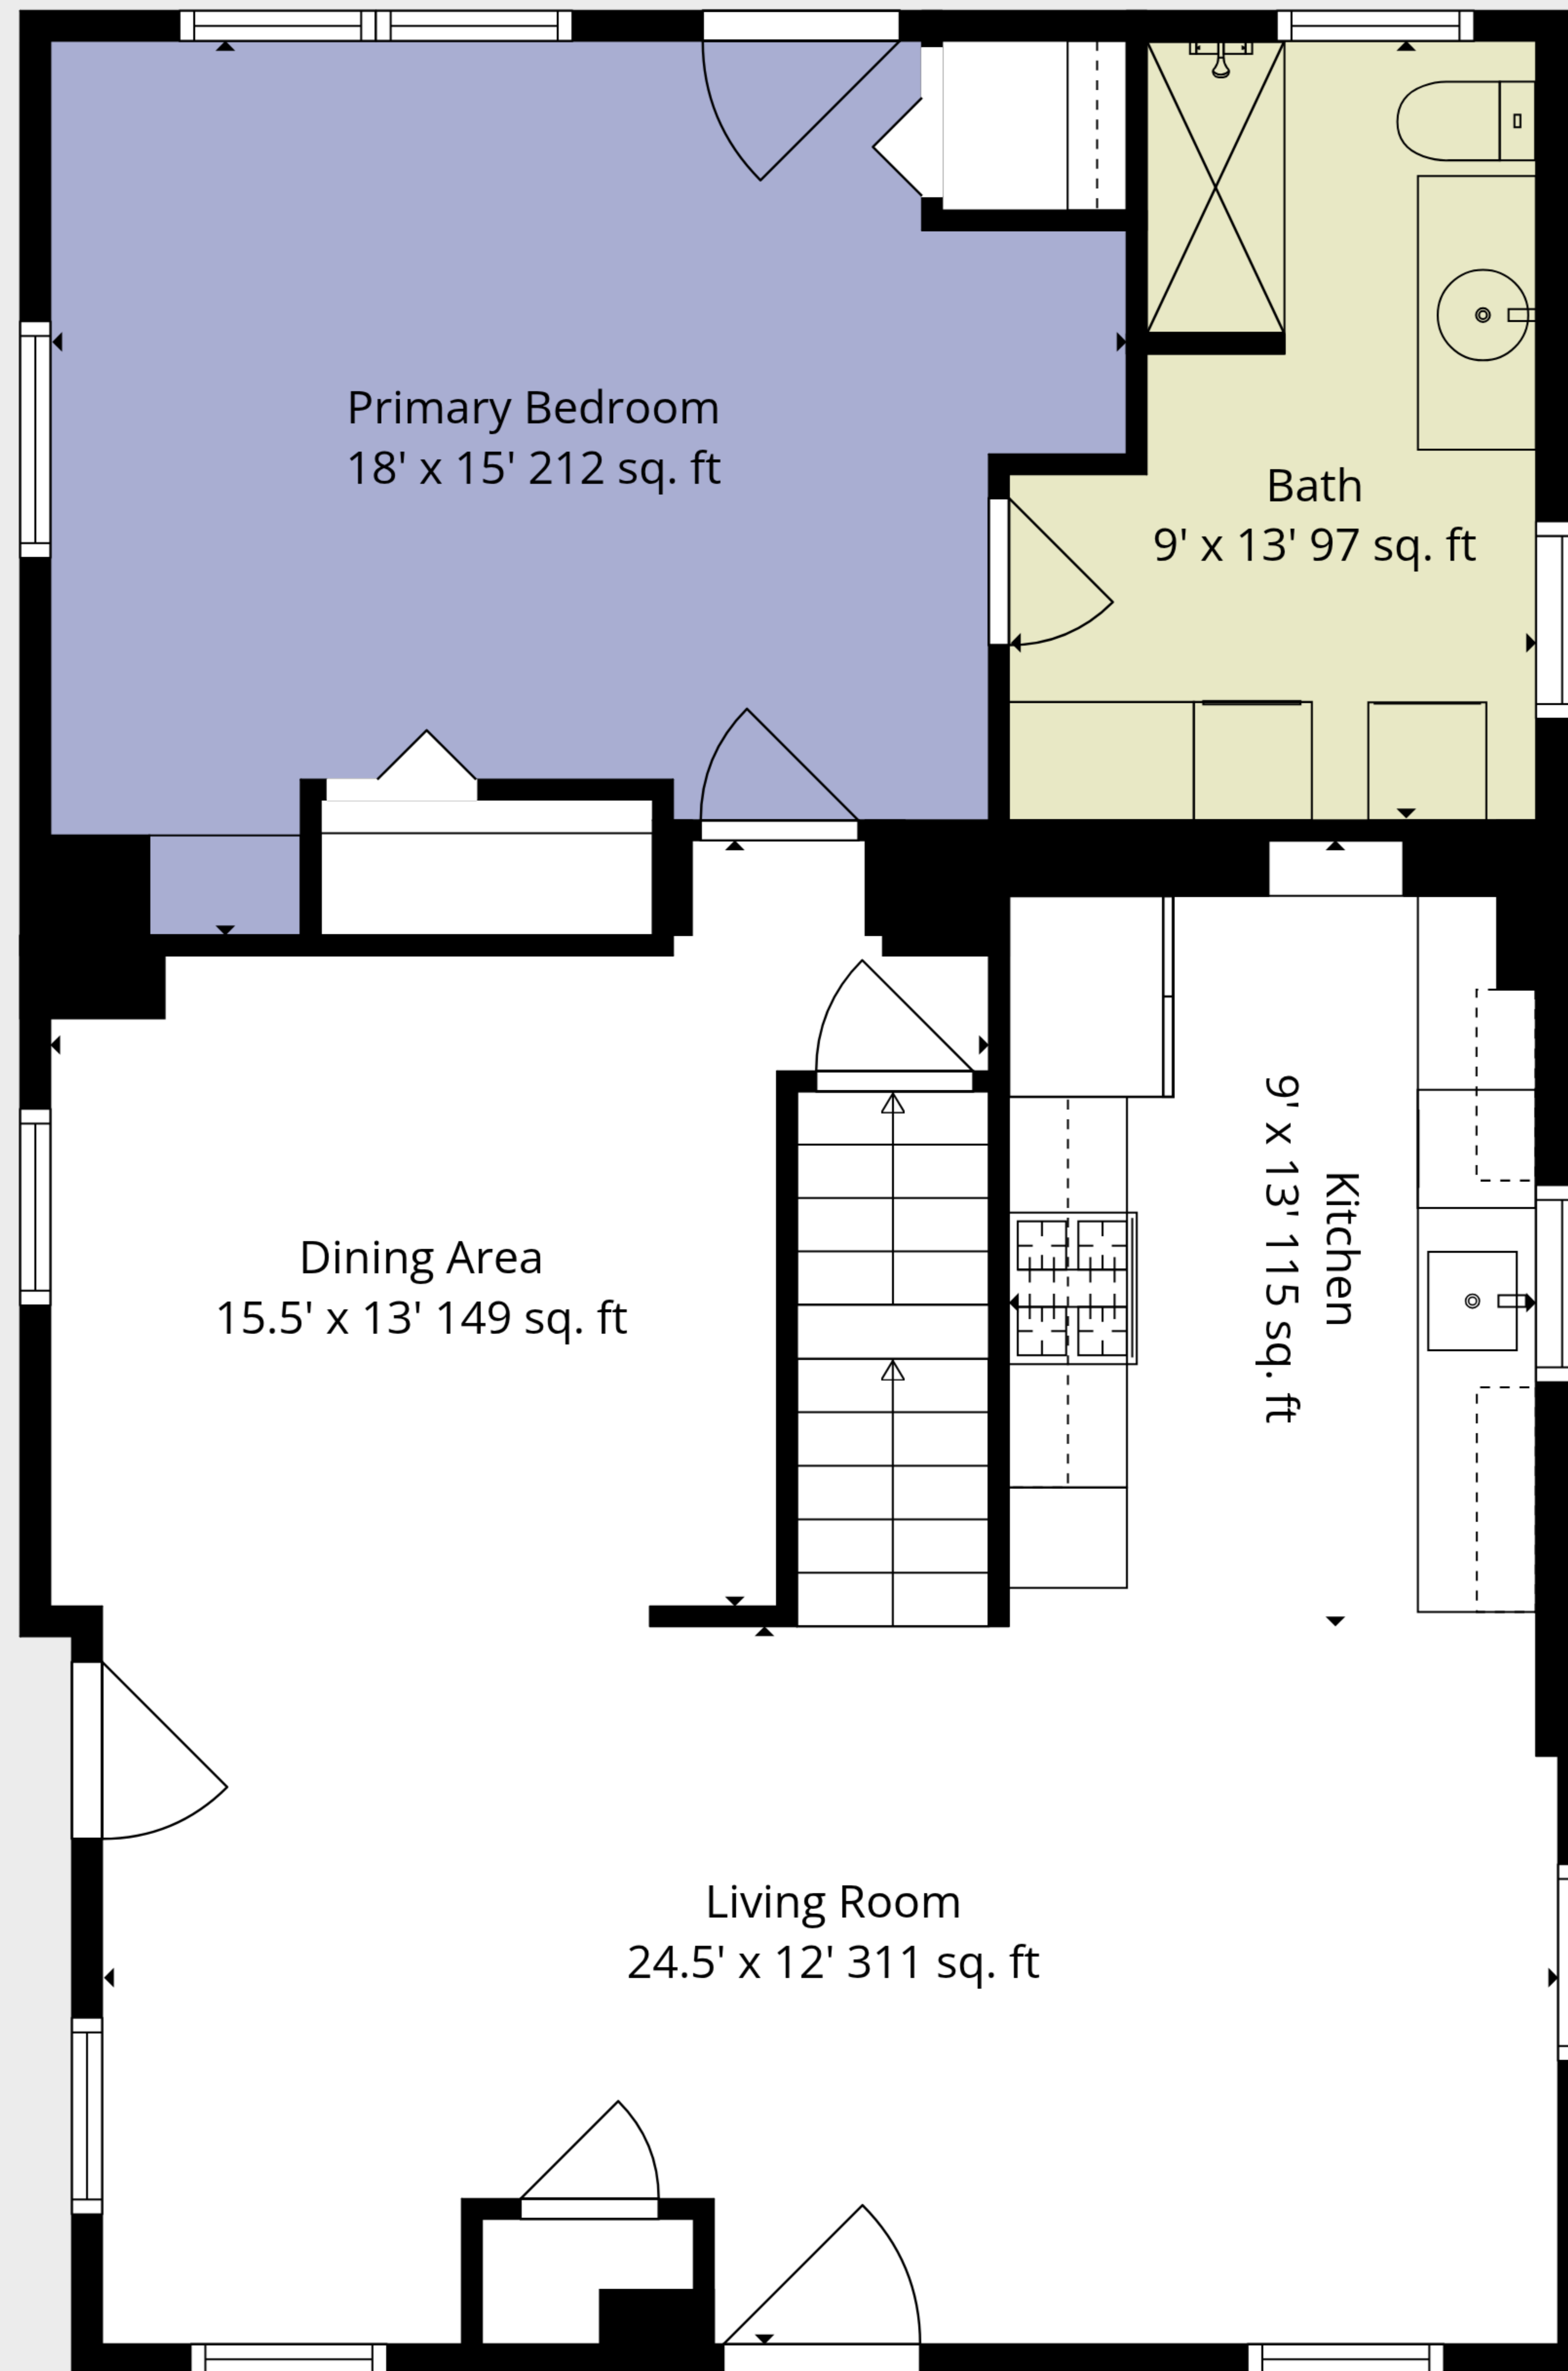 Primary Bedroom
18' x 15' 212 sq. ft
Bath
9' x 13' 97 sq. ft
Kitchen
9' x 13' 115 sq. ft
Dining Area
15.5' x 13' 149 sq. ft
Living Room
24.5' x 12' 311 sq. ft